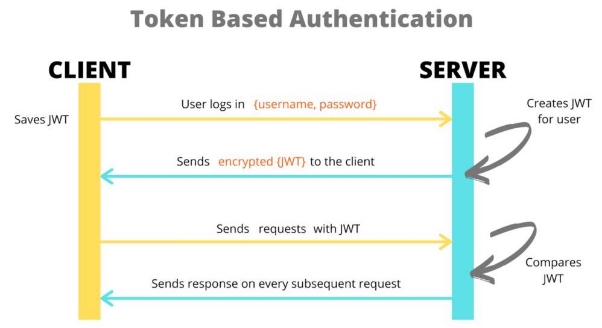 Token Based Authentication
CLIENT
SERVER
Saves JWT
User logs in {username, password}
Creates JWT
for user
Sends encrypted {JWT} to the client
Sends requests with JWT
Compares
JWT
Sends response on every subsequent request